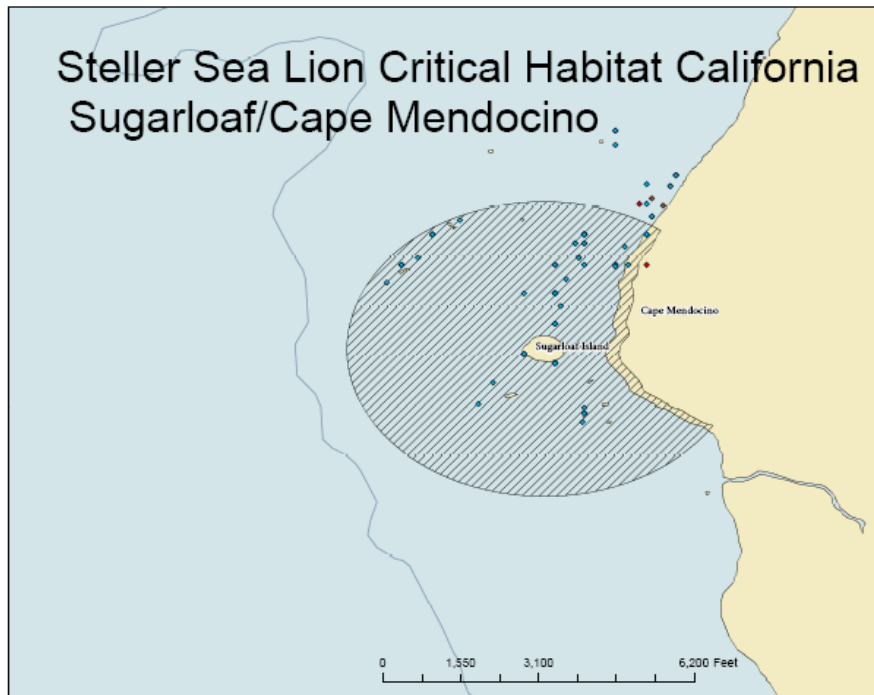 Steller Sea Lion Critical Habitat California
Sugarloaf/Cape Mendocino
Cape Mendocino
Sugarloaf Island
0 1,550 3,100 6,200 Feet